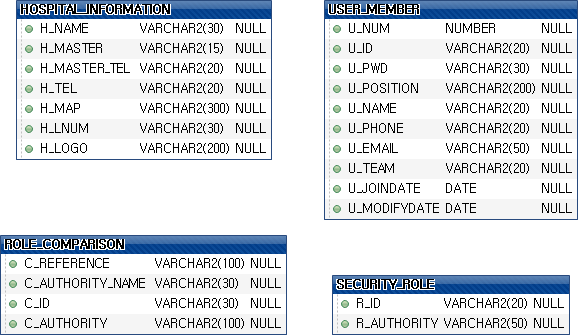 HOSPITAL_INFORMATION
H_NAME VARCHAR2(30) NULL
H_MASTER VARCHAR2(15) NULL
H_MASTER_TEL VARCHAR2(20) NULL
H_TEL VARCHAR2(20) NULL
H_MAP VARCHAR2(300) NULL
H_LNUM VARCHAR2(30) NULL
H_LOGO VARCHAR2(200) NULL
USER_MEMBER
U_NUM NUMBER NULL
U_ID VARCHAR2(20) NULL
U_PWD VARCHAR2(30) NULL
U_POSITION VARCHAR2(200) NULL
U_NAME VARCHAR2(20) NULL
U_PHONE VARCHAR2(20) NULL
U_EMAIL VARCHAR2(50) NULL
U_TEAM VARCHAR2(20) NULL
U_JOINDATE DATE NULL
U_MODIFYDATE DATE NULL
ROLE_COMPARISON
C_REFERENCE VARCHAR2(100) NULL
C_AUTHORITY_NAME VARCHAR2(30) NULL
C_ID VARCHAR2(30) NULL
C_AUTHORITY VARCHAR2(100) NULL
SECURITY_ROLE
R_ID VARCHAR2(20) NULL
R_AUTHORITY VARCHAR2(50) NULL